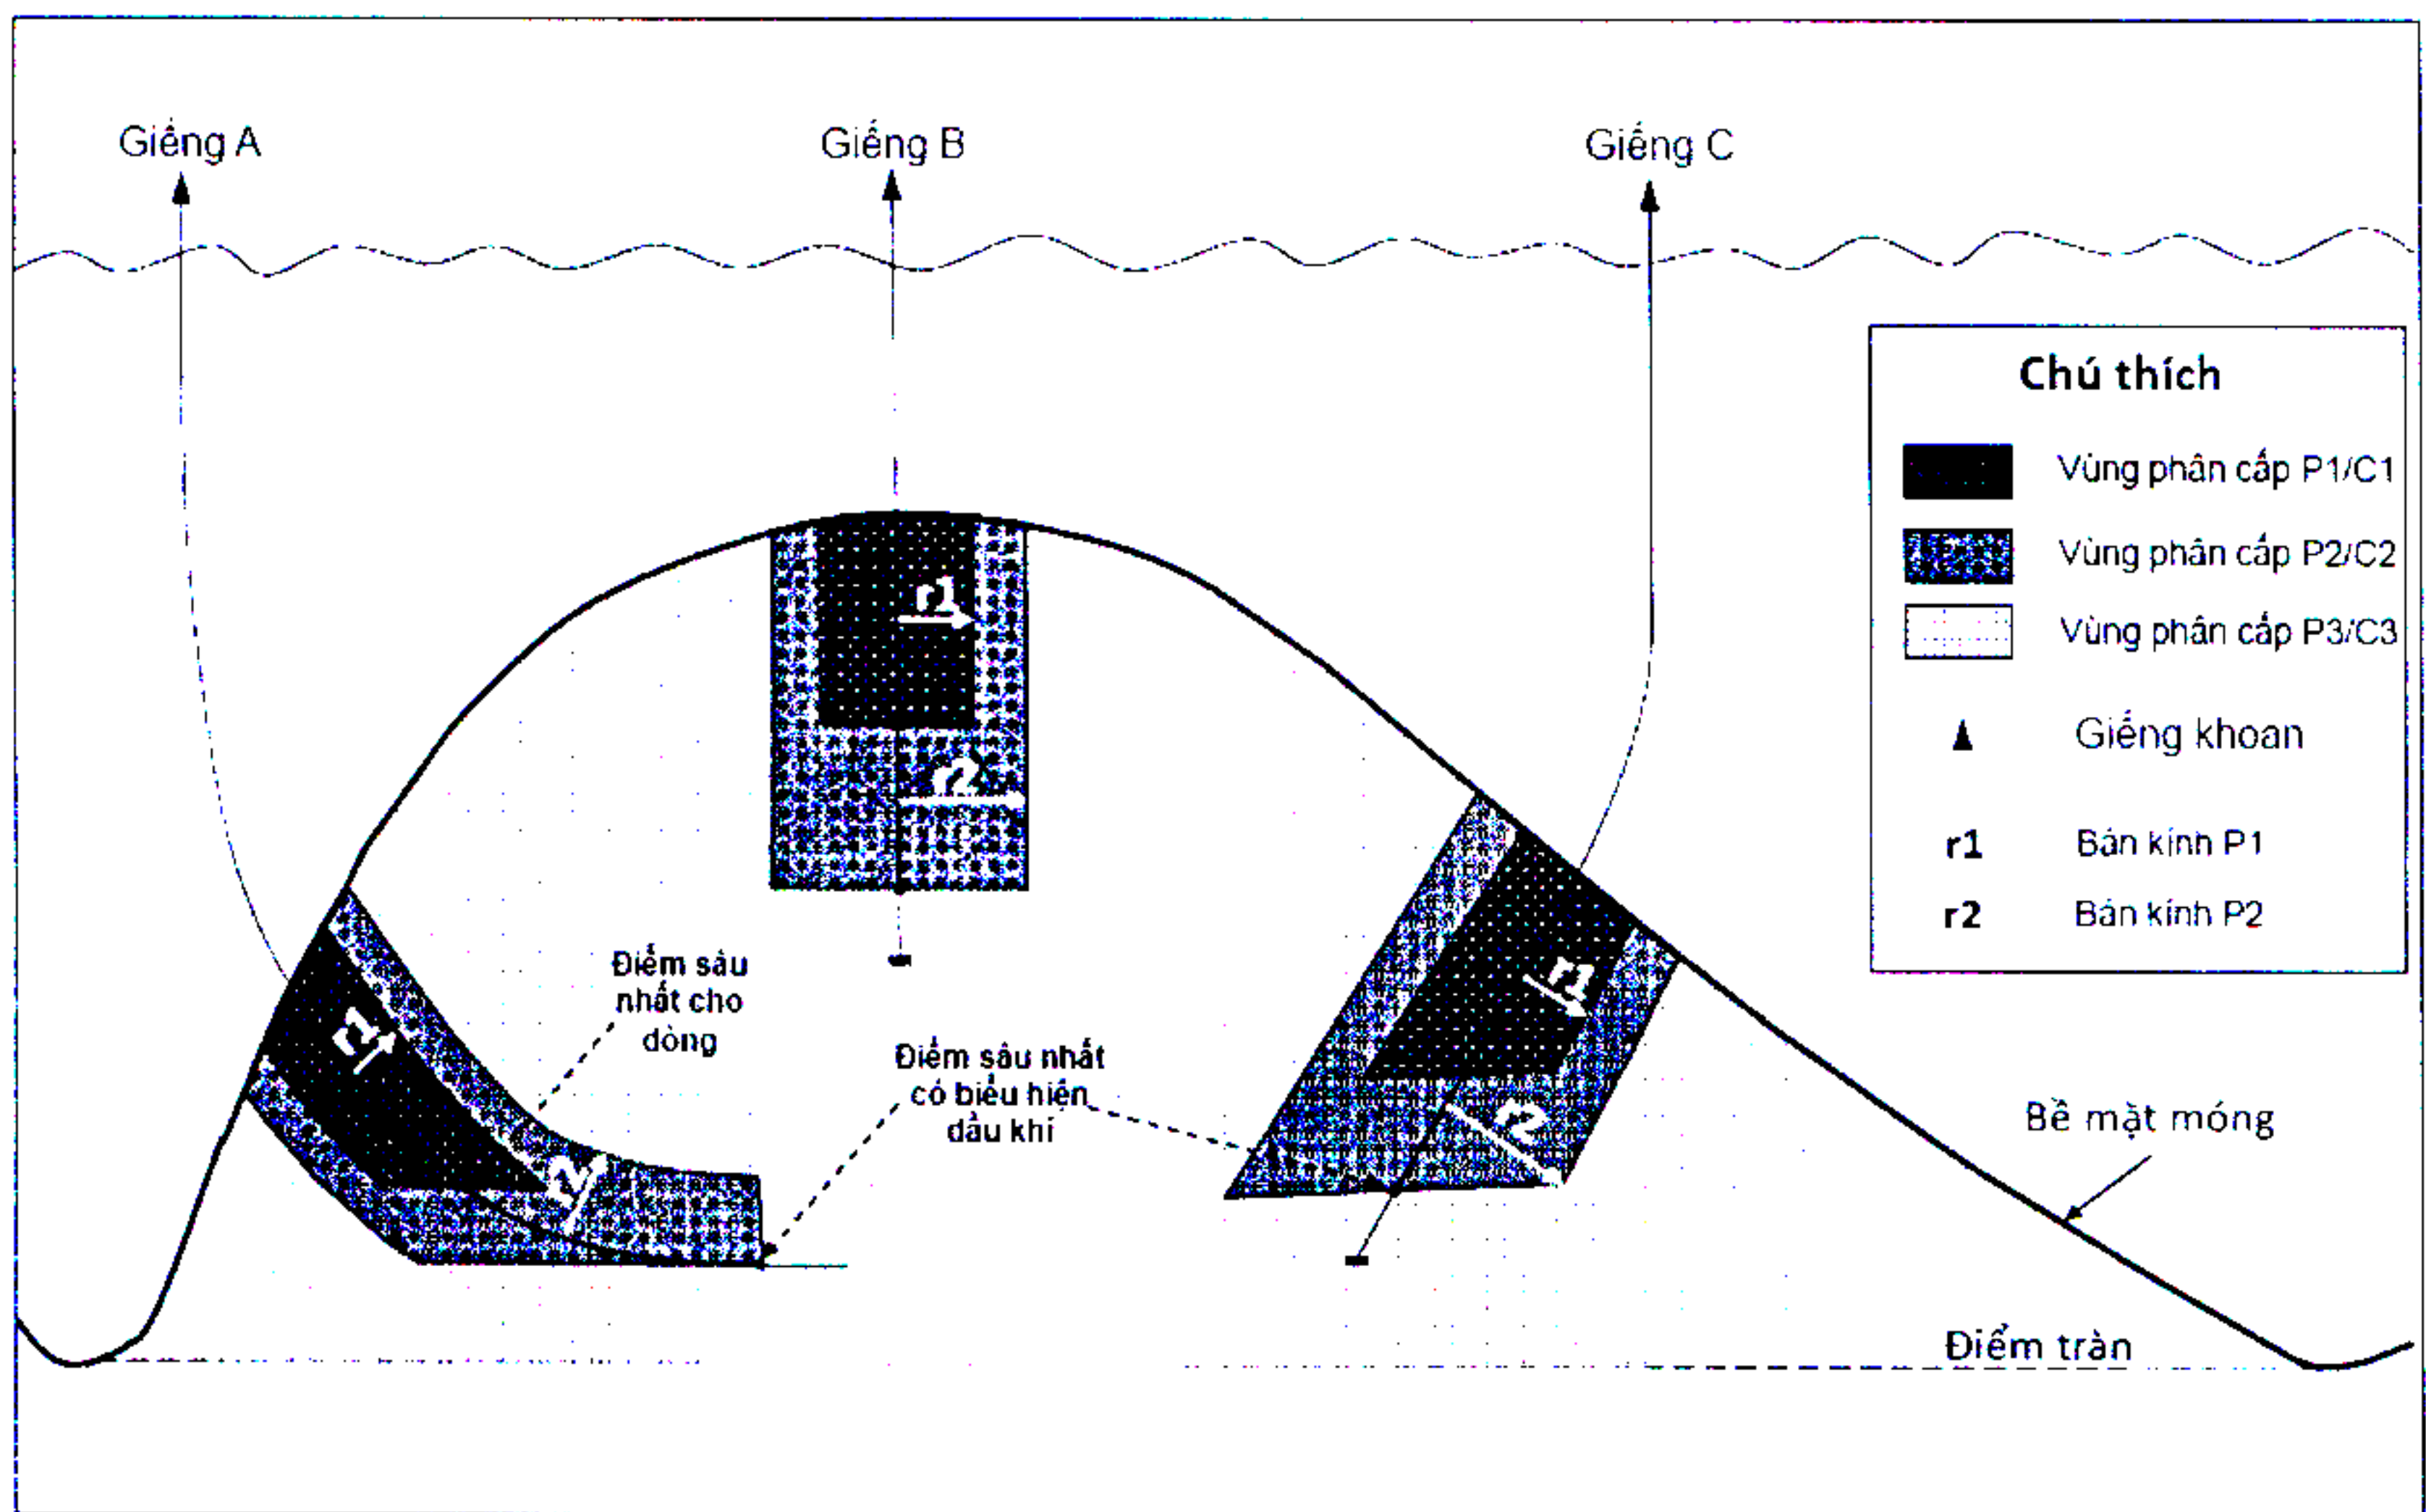 Giếng A
Giếng B
Giếng C
Chú thích
Vùng phân cấp P1/C1
Vùng phân cấp P2/C2
Vùng phân cấp P3/C3
Giếng khoan
r1 Bán kính P1
r2 Bán kính P2
r1
r2
Điểm sâu
nhất cho
dòng
r1
r2
Điểm sâu nhất
có biểu hiện
dầu khí
r1
r2
Bề mặt móng
Điểm tràn